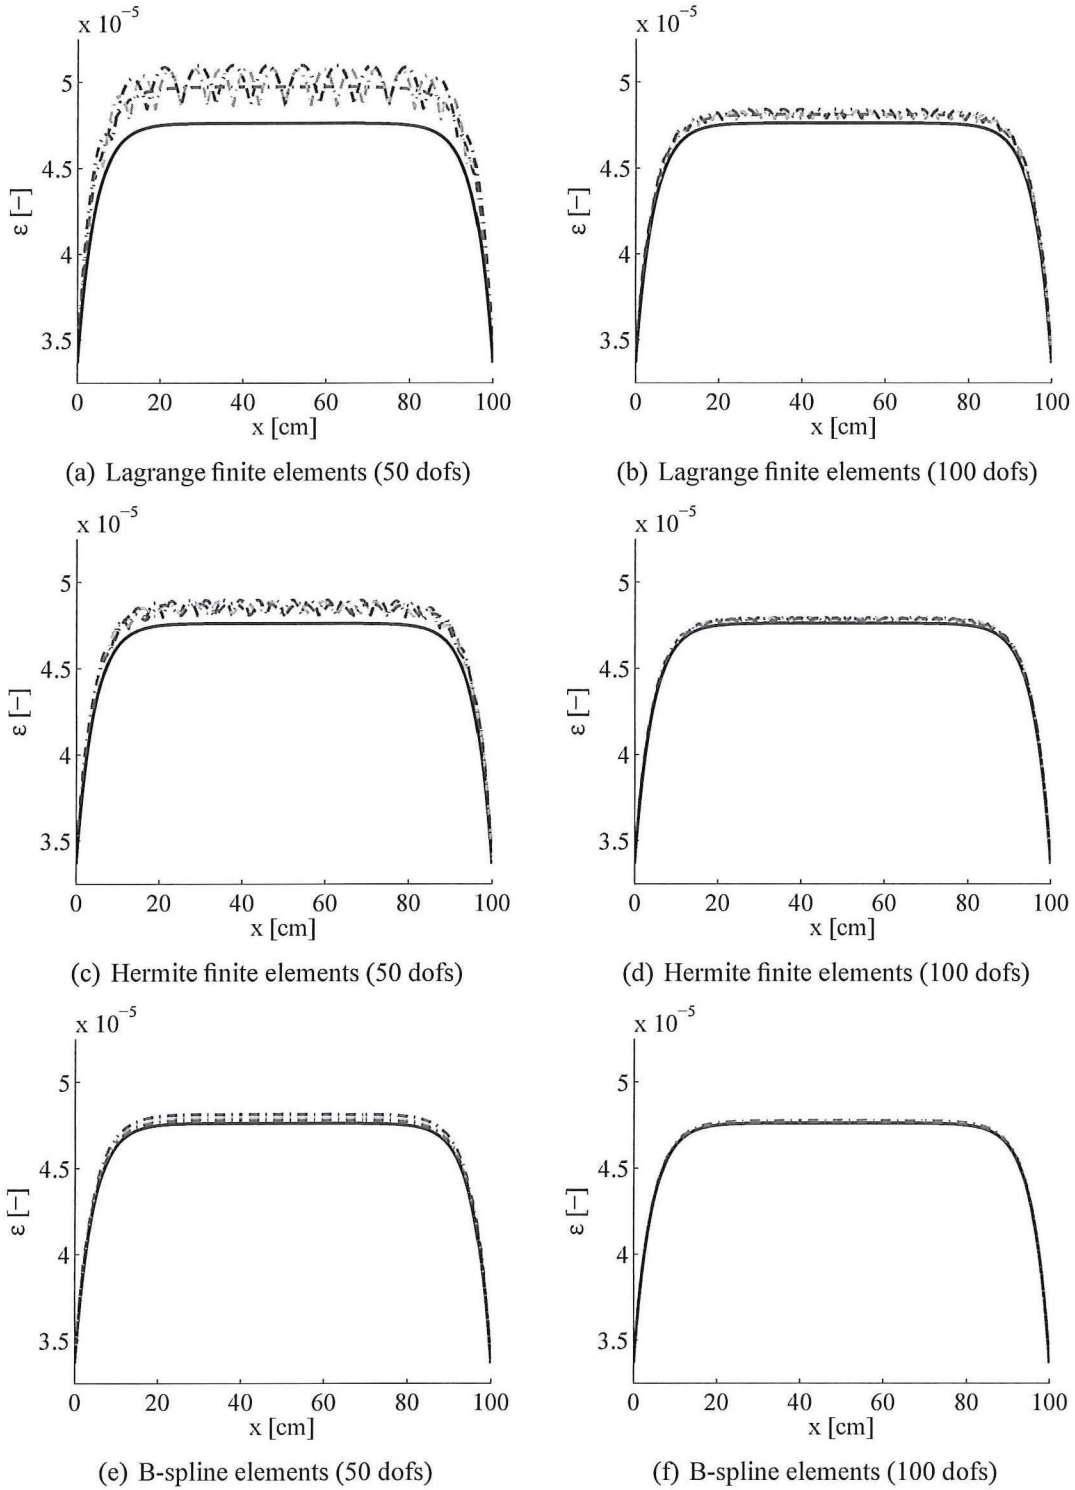 x 10⁻⁵
5
4.5
4
3.5
ε [−]
0 20 40 60 80 100
x [cm]
(a) Lagrange finite elements (50 dofs)
x 10⁻⁵
5
4.5
4
3.5
ε [−]
0 20 40 60 80 100
x [cm]
(b) Lagrange finite elements (100 dofs)
x 10⁻⁵
5
4.5
4
3.5
ε [−]
0 20 40 60 80 100
x [cm]
(c) Hermite finite elements (50 dofs)
x 10⁻⁵
5
4.5
4
3.5
ε [−]
0 20 40 60 80 100
x [cm]
(d) Hermite finite elements (100 dofs)
x 10⁻⁵
5
4.5
4
3.5
ε [−]
0 20 40 60 80 100
x [cm]
(e) B-spline elements (50 dofs)
x 10⁻⁵
5
4.5
4
3.5
ε [−]
0 20 40 60 80 100
x [cm]
(f) B-spline elements (100 dofs)